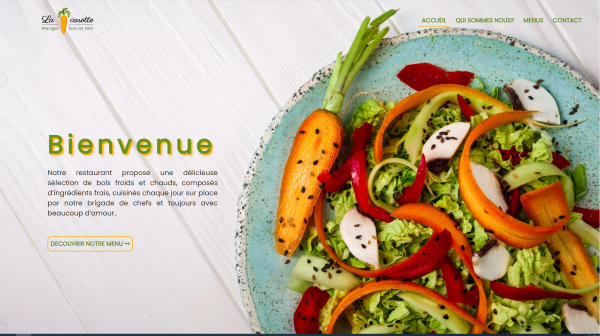 La carotte
Manger bon et sain
ACCUEIL QUI SOMMES NOUS? MENUS CONTACT
Bienvenue
Notre restaurant propose une délicieuse
sélection de bols froids et chauds, composés
d'ingrédients frais, cuisinés chaque jour sur place
par notre brigade de chefs et toujours avec
beaucoup d'amour..
DECOUVRIR NOTRE MENU →